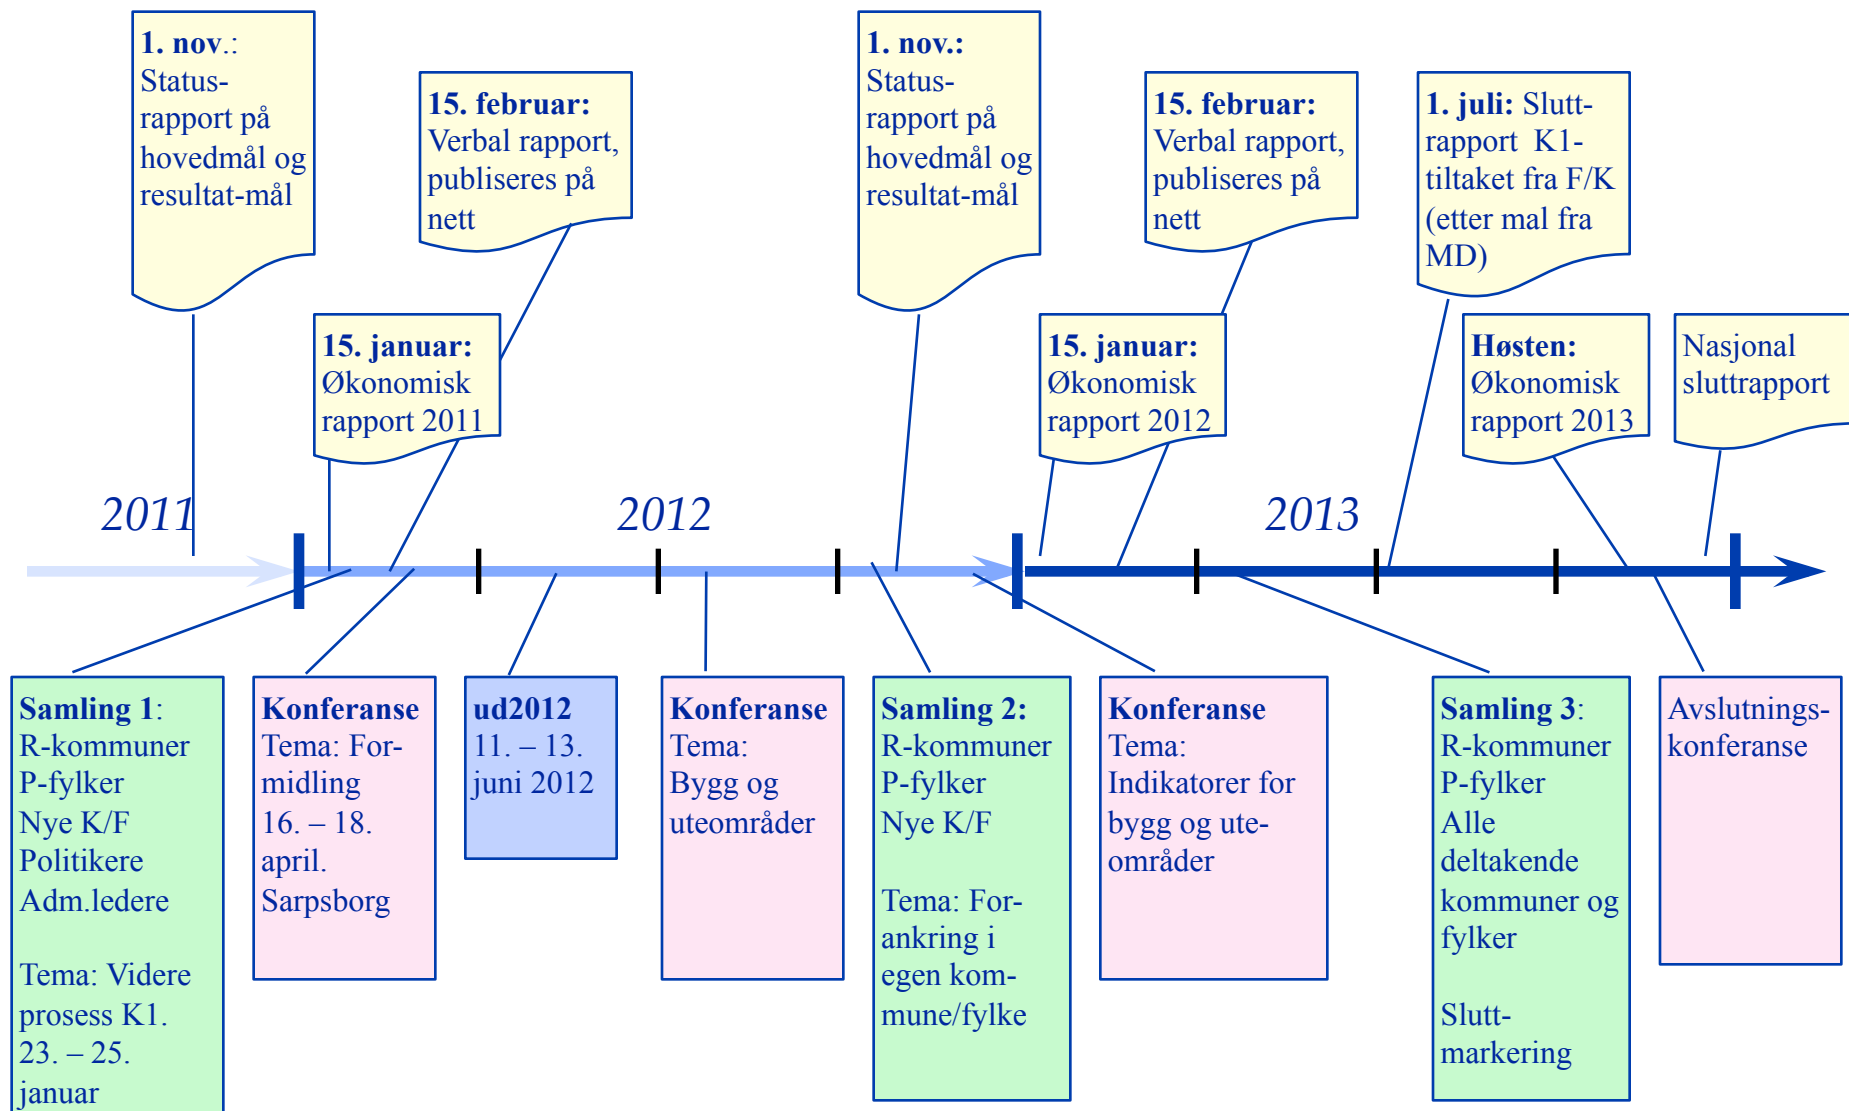 1. nov.:
Status-
rapport på
hovedmål og
resultat-mål
15. februar:
Verbal rapport,
publiseres på
nett
1. nov.:
Status-
rapport på
hovedmål og
resultat-mål
15. februar:
Verbal rapport,
publiseres på
nett
1. juli: Slutt-
rapport K1-
tiltaket fra F/K
(etter mal fra
MD)
15. januar:
Økonomisk
rapport 2011
15. januar:
Økonomisk
rapport 2012
Høsten:
Økonomisk
rapport 2013
Nasjonal
sluttrapport
2011
2012
2013
Samling 1:
R-kommuner
P-fylker
Nye K/F
Politikere
Adm.ledere
Tema: Videre
prosess K1.
23. – 25.
januar
Konferanse
Tema: For-
midling
16. – 18.
april.
Sarpsborg
ud2012
11. – 13.
juni 2012
Konferanse
Tema:
Bygg og
uteområder
Samling 2:
R-kommuner
P-fylker
Nye K/F
Tema: For-
ankring i
egen kom-
mune/fylke
Konferanse
Tema:
Indikatorer for
bygg og ute-
områder
Samling 3:
R-kommuner
P-fylker
Alle
deltakende
kommuner og
fylker
Slutt-
markering
Avslutnings-
konferanse